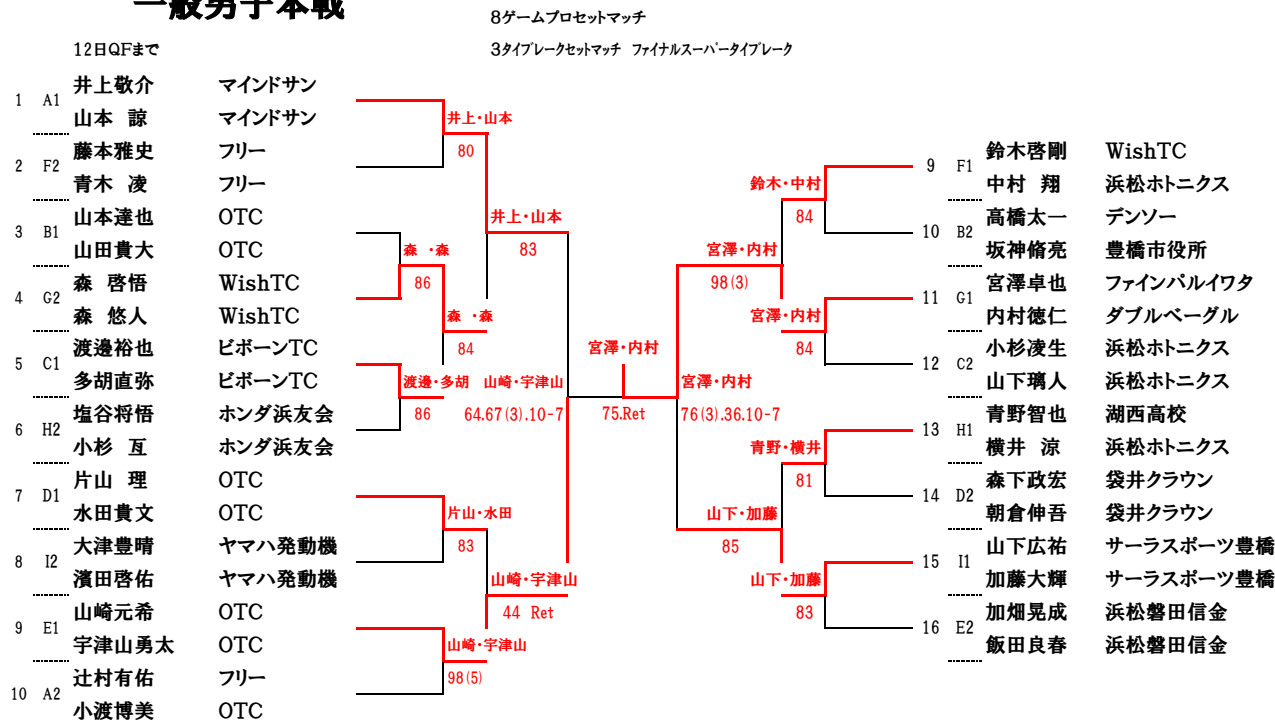 一般男子本戦
8ゲームプロセットマッチ
12日QFまで
3タイブレークセットマッチ ファイナルスーパータイブレーク
1 A1 井上敬介 マインドサン
山本 諒 マインドサン
2 F2 藤本雅史 フリー
青木 凌 フリー
3 B1 山本達也 OTC
山田貴大 OTC
4 G2 森 啓悟 WishTC
森 悠人 WishTC
5 C1 渡邊裕也 ビボーンTC
多胡直弥 ビボーンTC
6 H2 塩谷将悟 ホンダ浜友会
小杉 亙 ホンダ浜友会
7 D1 片山 理 OTC
水田貴文 OTC
8 I2 大津豊晴 ヤマハ発動機
濱田啓佑 ヤマハ発動機
9 E1 山崎元希 OTC
宇津山勇太 OTC
10 A2 辻村有佑 フリー
小渡博美 OTC
井上・山本
80
森 ・森
86
渡邊・多胡
86
井上・山本
83
森 ・森
84
片山・水田
83
山崎・宇津山
98(5)
山崎・宇津山
44 Ret
山崎・宇津山
64.67(3).10-7
宮澤・内村
75.Ret
宮澤・内村
76(3).36.10-7
宮澤・内村
98(3)
山下・加藤
85
鈴木・中村
84
宮澤・内村
84
青野・横井
81
山下・加藤
83
9 F1 鈴木啓剛 WishTC
中村 翔 浜松ホトニクス
10 B2 高橋太一 デンソー
坂神脩亮 豊橋市役所
11 G1 宮澤卓也 ファインバルイワタ
内村徳仁 ダブルベーグル
12 C2 小杉凌生 浜松ホトニクス
山下璃人 浜松ホトニクス
13 H1 青野智也 湖西高校
横井 涼 浜松ホトニクス
14 D2 森下政宏 袋井クラウン
朝倉伸吾 袋井クラウン
15 I1 山下広祐 サーラスポーツ豊橋
加藤大輝 サーラスポーツ豊橋
16 E2 加畑晃成 浜松磐田信金
飯田良春 浜松磐田信金